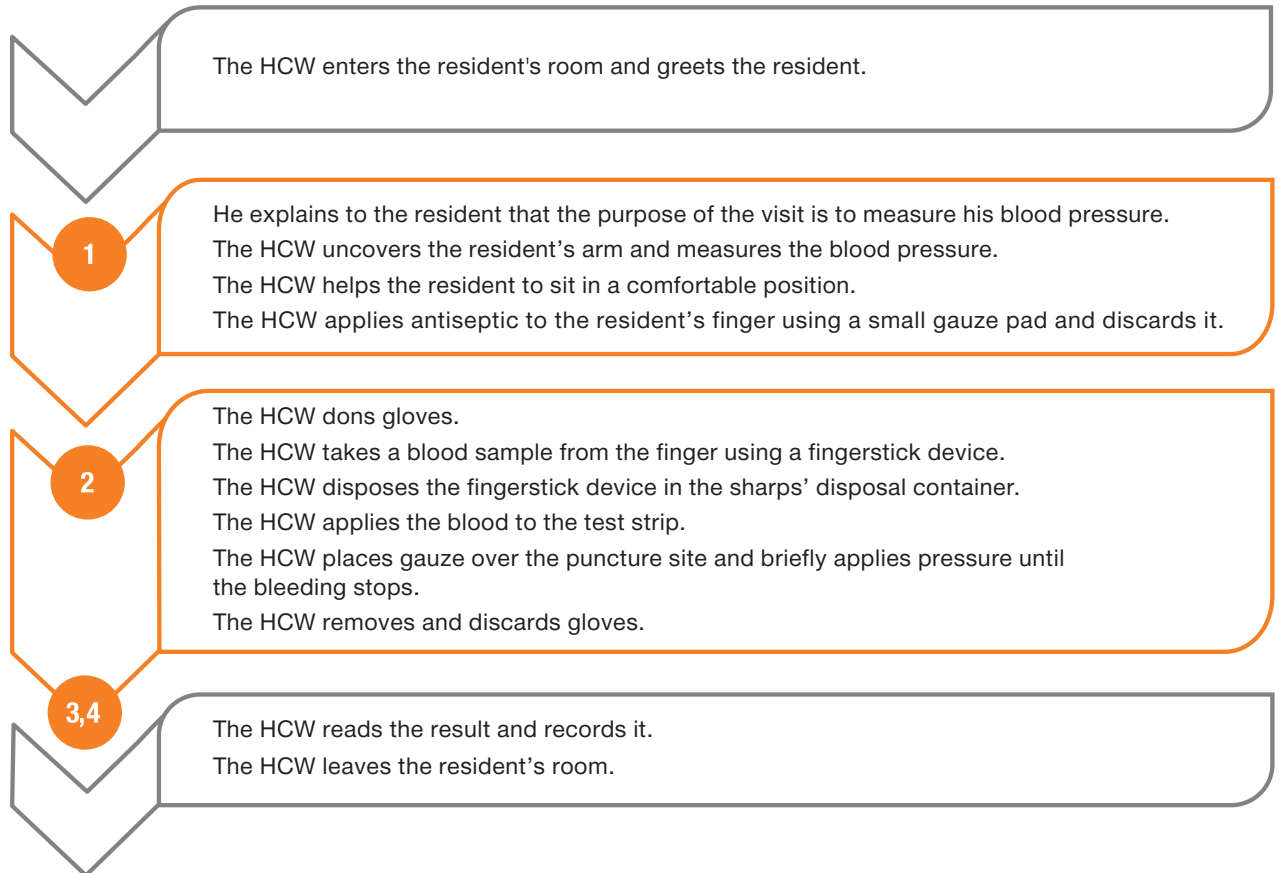 The HCW enters the resident's room and greets the resident.
1
He explains to the resident that the purpose of the visit is to measure his blood pressure.
The HCW uncovers the resident’s arm and measures the blood pressure.
The HCW helps the resident to sit in a comfortable position.
The HCW applies antiseptic to the resident’s finger using a small gauze pad and discards it.
2
The HCW dons gloves.
The HCW takes a blood sample from the finger using a fingerstick device.
The HCW disposes the fingerstick device in the sharps’ disposal container.
The HCW applies the blood to the test strip.
The HCW places gauze over the puncture site and briefly applies pressure until
the bleeding stops.
The HCW removes and discards gloves.
3,4
The HCW reads the result and records it.
The HCW leaves the resident’s room.